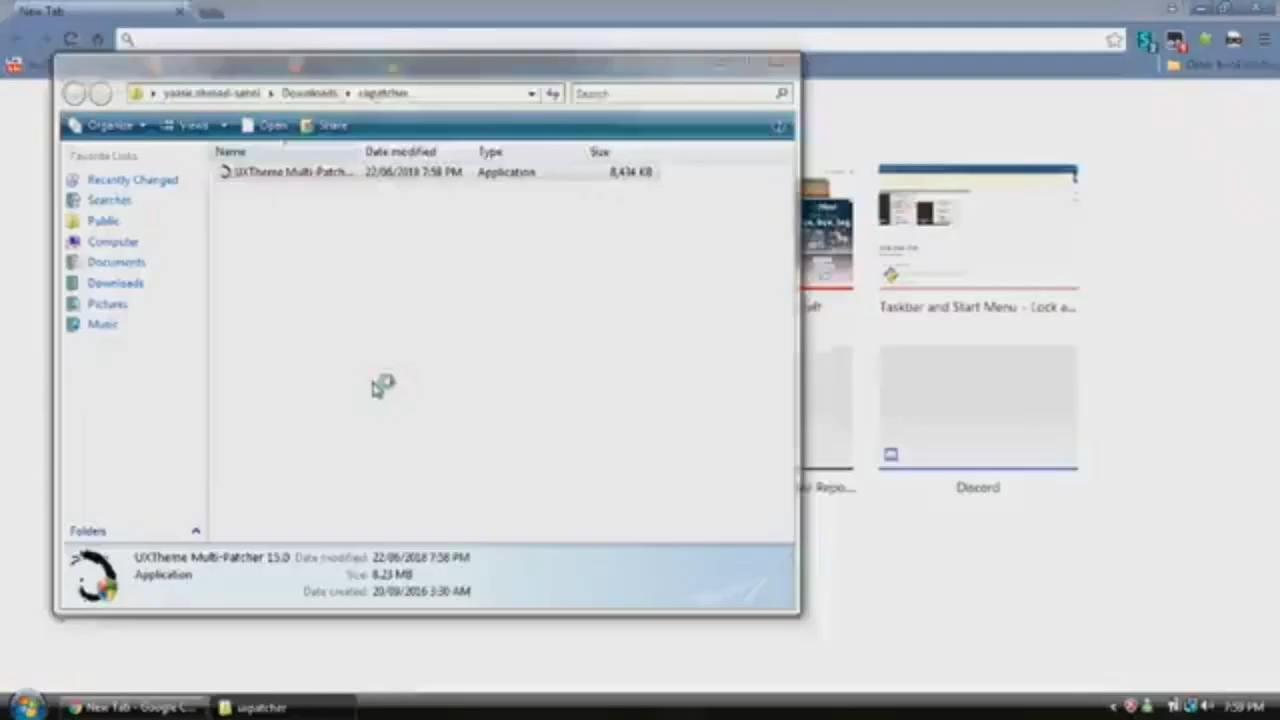 New Tab
Downloads
uxpatcher
Search
Organize
Views
Open
Share
Name
Date modified
Type
Size
UXTheme Multi-Patch...
22/06/2018 7:58 PM
Application
8,434 KB
Favorite Links
Recently Changed
Searches
Public
Computer
Documents
Downloads
Pictures
Music
Folders
UXTheme Multi-Patcher 15.0
Date modified: 22/06/2018 7:58 PM
Application
Size: 8.23 MB
Date created: 20/09/2016 3:30 AM
Taskbar and Start Menu - Lock a...
Repo...
Discord
New Tab - Google C...
uxpatcher
7:59 PM